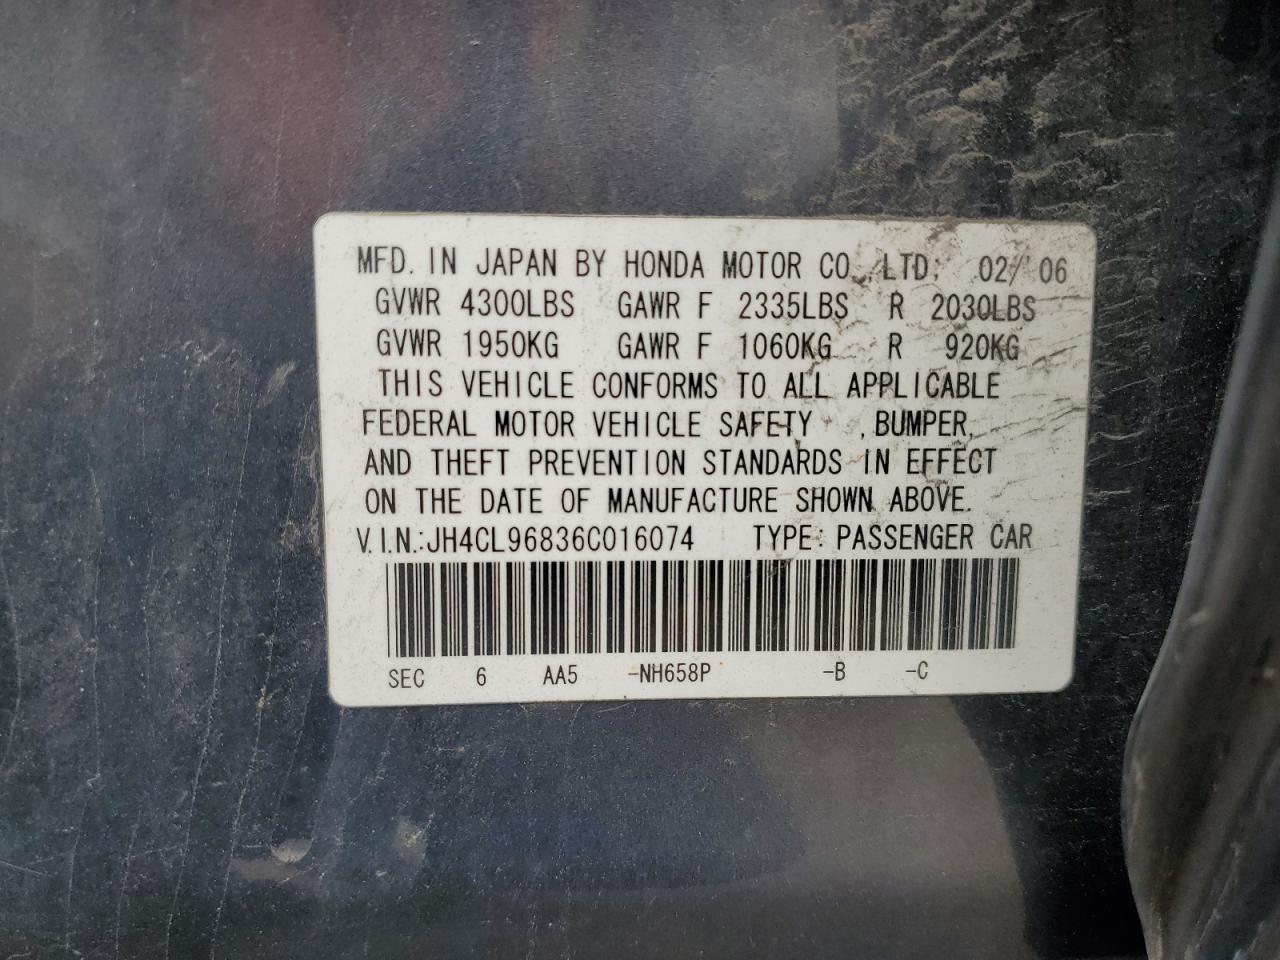 MFD. IN JAPAN BY HONDA MOTOR CO., LTD. 02/'06
GVWR 4300LBS GAWR F 2335LBS R 2030LBS
GVWR 1950KG GAWR F 1060KG R 920KG
THIS VEHICLE CONFORMS TO ALL APPLICABLE
FEDERAL MOTOR VEHICLE SAFETY , BUMPER,
AND THEFT PREVENTION STANDARDS IN EFFECT
ON THE DATE OF MANUFACTURE SHOWN ABOVE.
V.I.N.:JH4CL96836C016074 TYPE: PASSENGER CAR
SEC 6 AA5 -NH658P -B -C